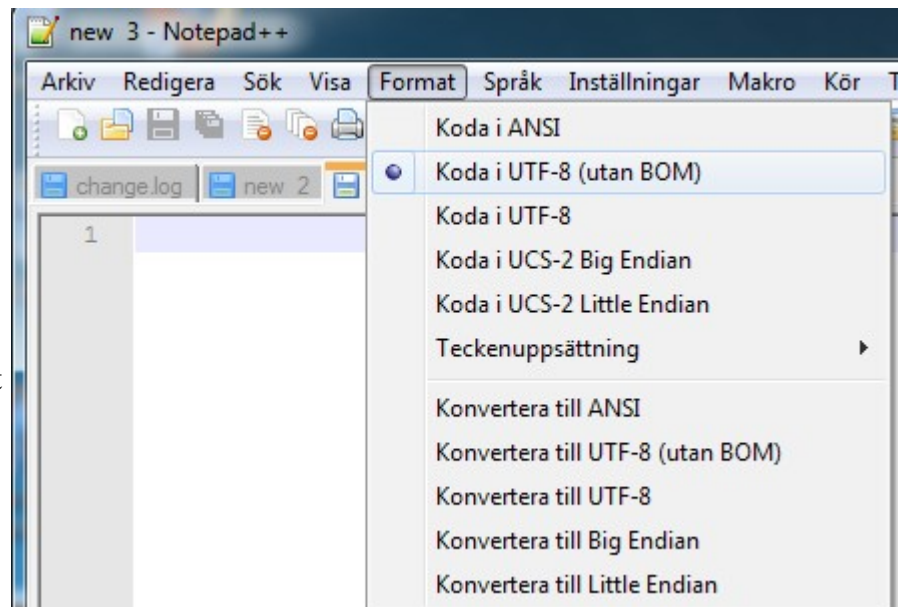 new 3 - Notepad++
Arkiv Redigera Sök Visa Format Språk Inställningar Makro Kör
change.log new 2
1
Koda i ANSI
Koda i UTF-8 (utan BOM)
Koda i UTF-8
Koda i UCS-2 Big Endian
Koda i UCS-2 Little Endian
Teckenuppsättning
Konvertera till ANSI
Konvertera till UTF-8 (utan BOM)
Konvertera till UTF-8
Konvertera till Big Endian
Konvertera till Little Endian